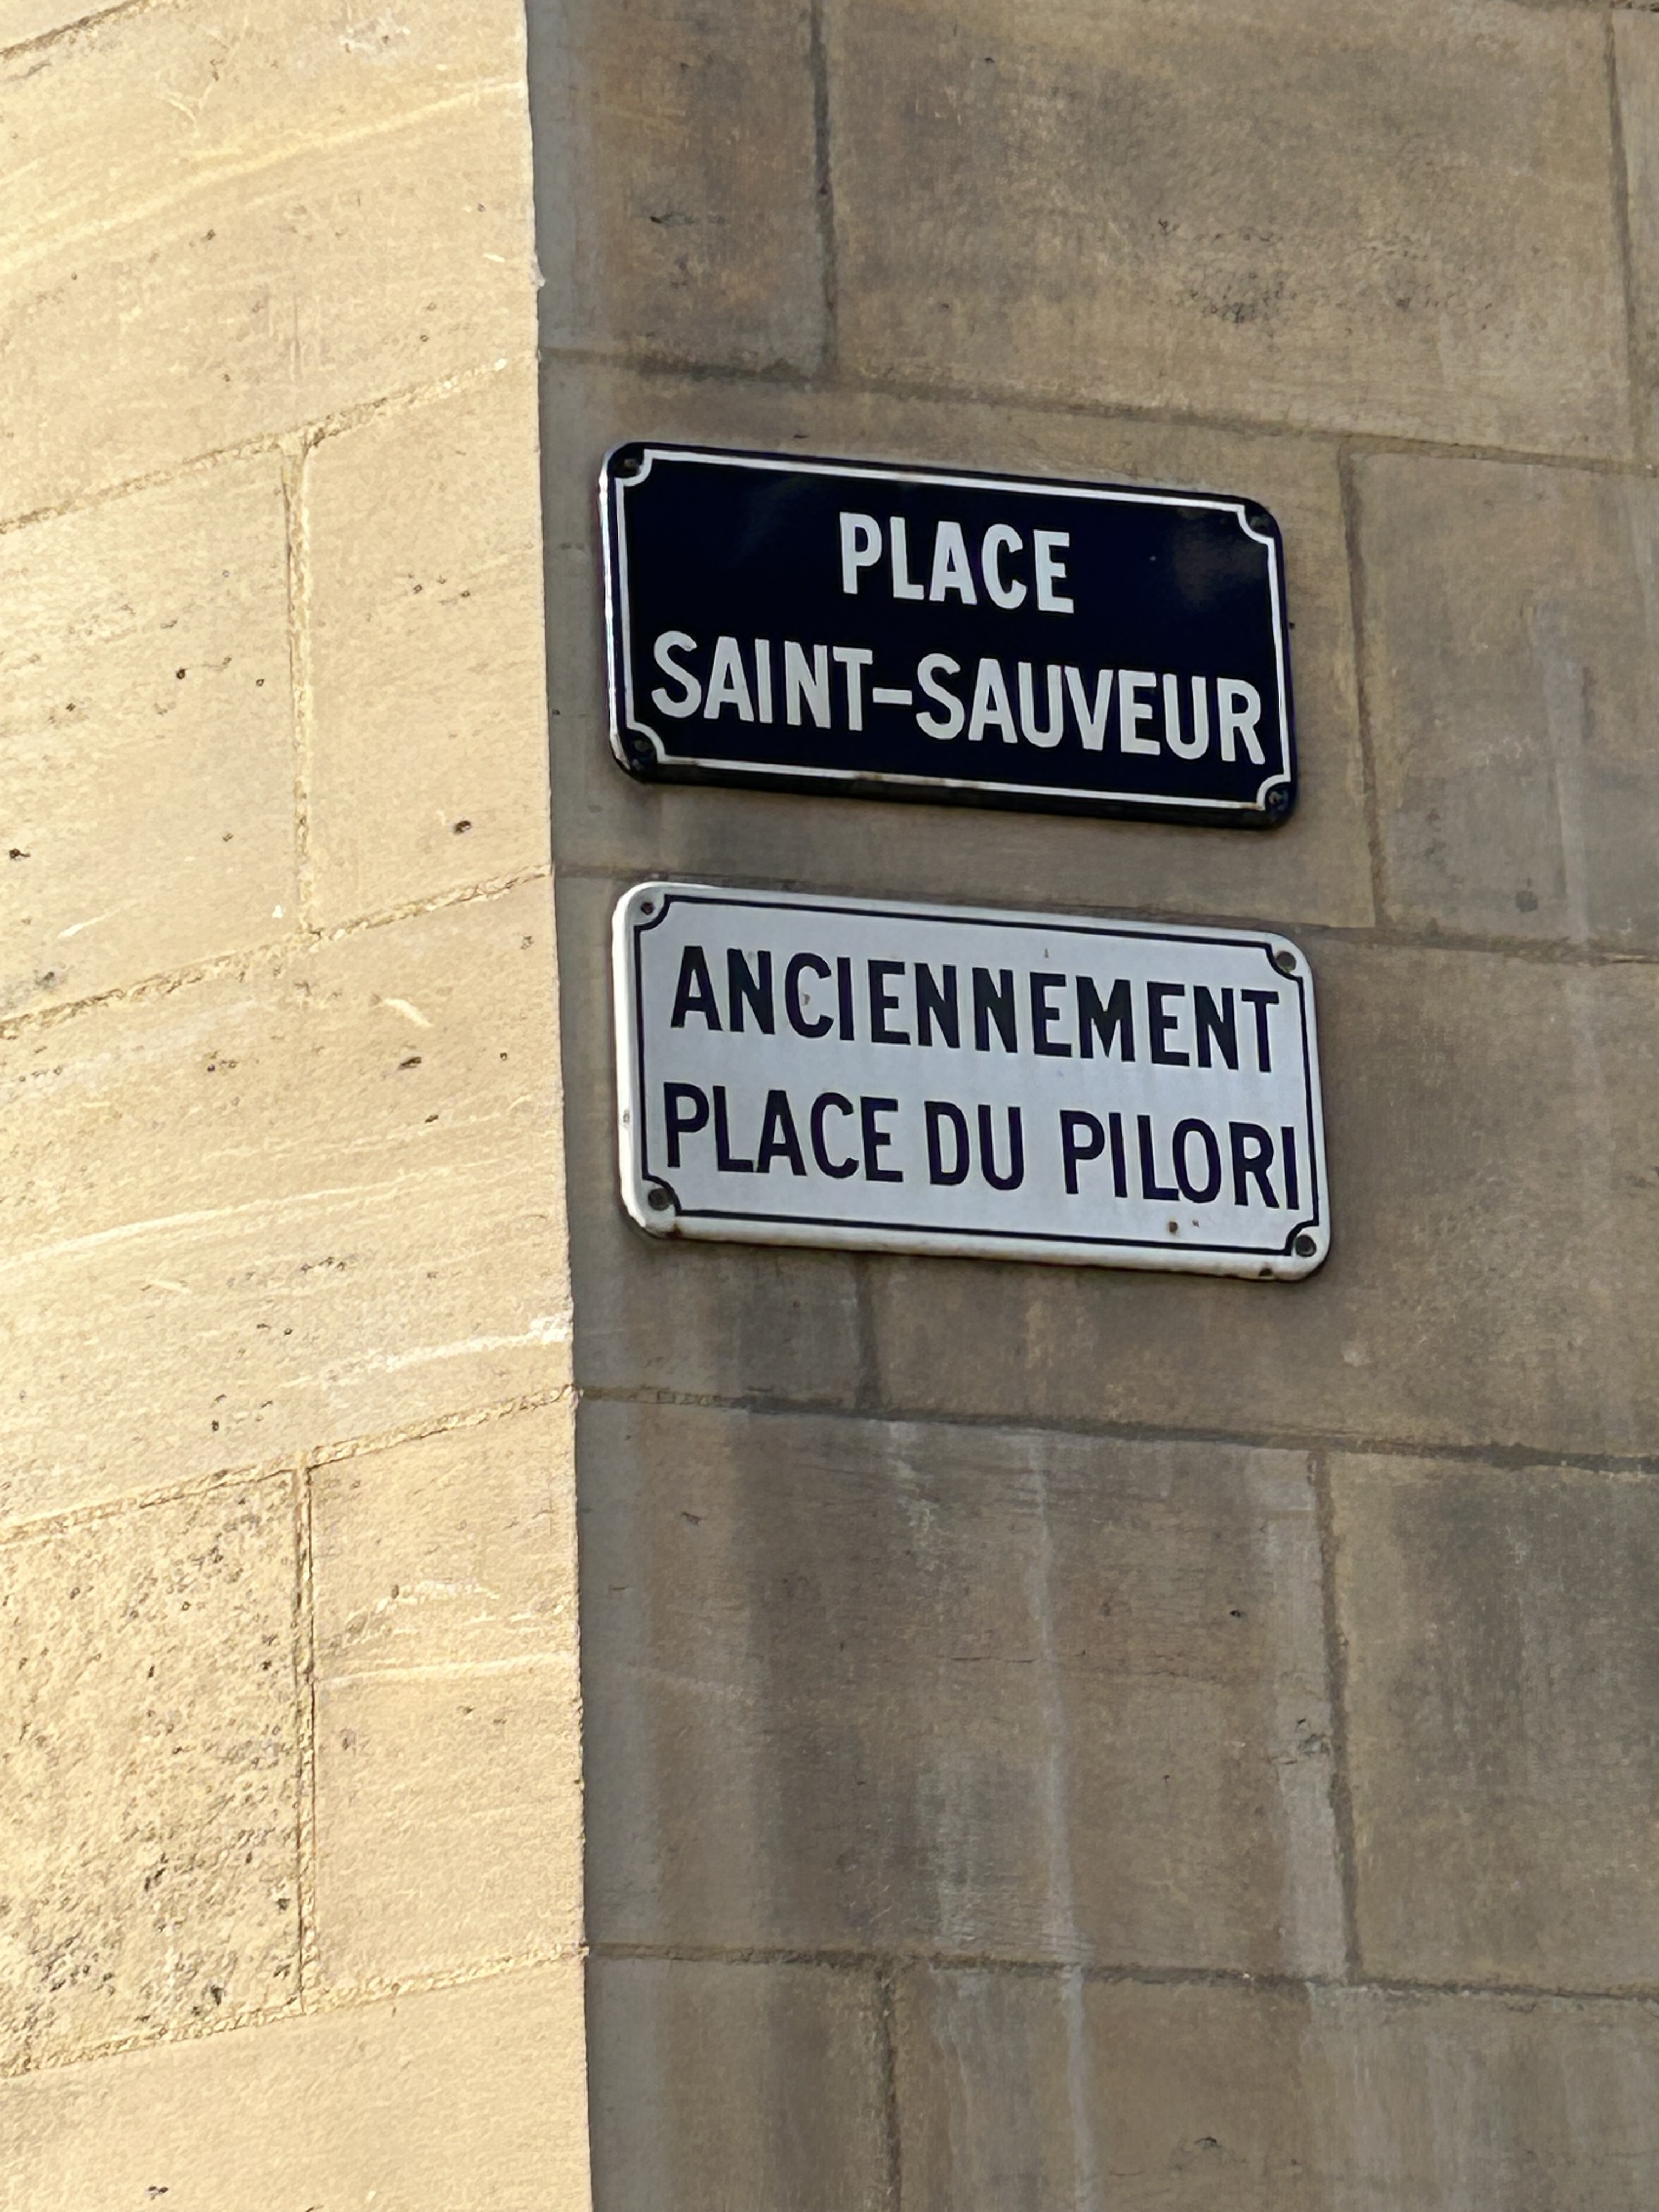 PLACE
SAINT-SAUVEUR
ANCIENNEMENT
PLACE DU PILORI